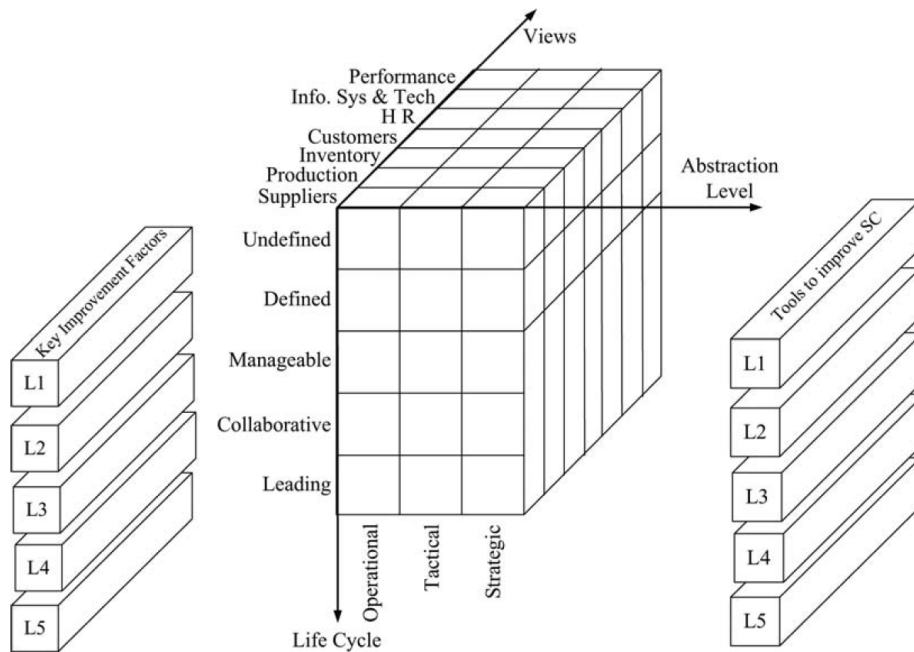 Views
Performance
Info. Sys & Tech
H R
Customers
Inventory
Production
Suppliers
Abstraction
Level
Undefined
Defined
Manageable
Collaborative
Leading
Operational
Tactical
Strategic
Life Cycle
Key Improvement Factors
L1
L2
L3
L4
L5
Tools to improve SC
L1
L2
L3
L4
L5